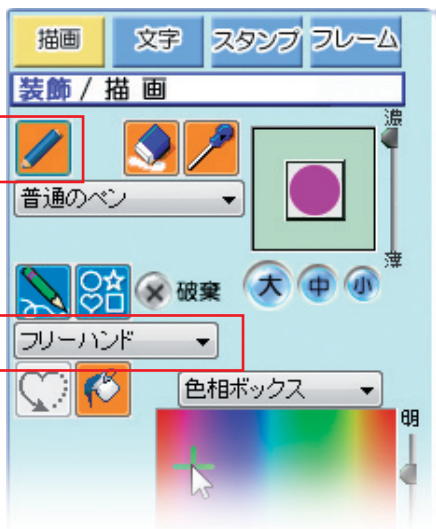 描画 文字 スタンプ フレーム
装飾 / 描 画
濃
普通のペン
薄
破棄 大 中 小
フリーハンド
色相ボックス
明